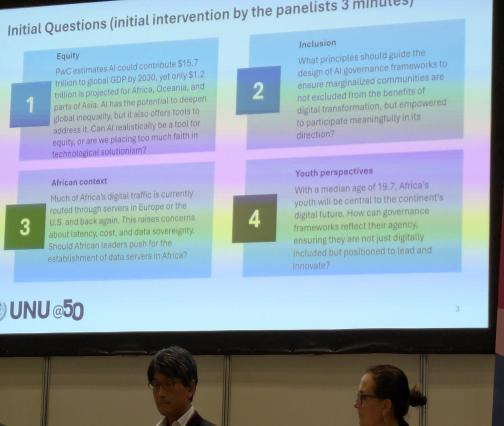 Initial Questions (initial intervention by the panelists 3 minutes)
1
Equity
PwC estimates AI could contribute $15.7
trillion to global GDP by 2030, yet only $1.2
trillion is projected for Africa, Oceania, and
parts of Asia. AI has the potential to deepen
global inequality, but it also offers tools to
address it. Can AI realistically be a tool for
equity, or are we placing too much faith in
technological solutionism?
2
Inclusion
What principles should guide the
design of AI governance frameworks to
ensure marginalized communities are
not excluded from the benefits of
digital transformation, but empowered
to participate meaningfully in its
direction?
3
African context
Much of Africa's digital traffic is currently
routed through servers in Europe or the
U.S. and back again. This raises concerns
about latency, cost, and data sovereignty.
Should African leaders push for the
establishment of data servers in Africa?
4
Youth perspectives
With a median age of 19.7, Africa's
youth will be central to the continent's
digital future. How can governance
frameworks reflect their agency,
ensuring they are not just digitally
included but positioned to lead and
innovate?
UNU@50
3